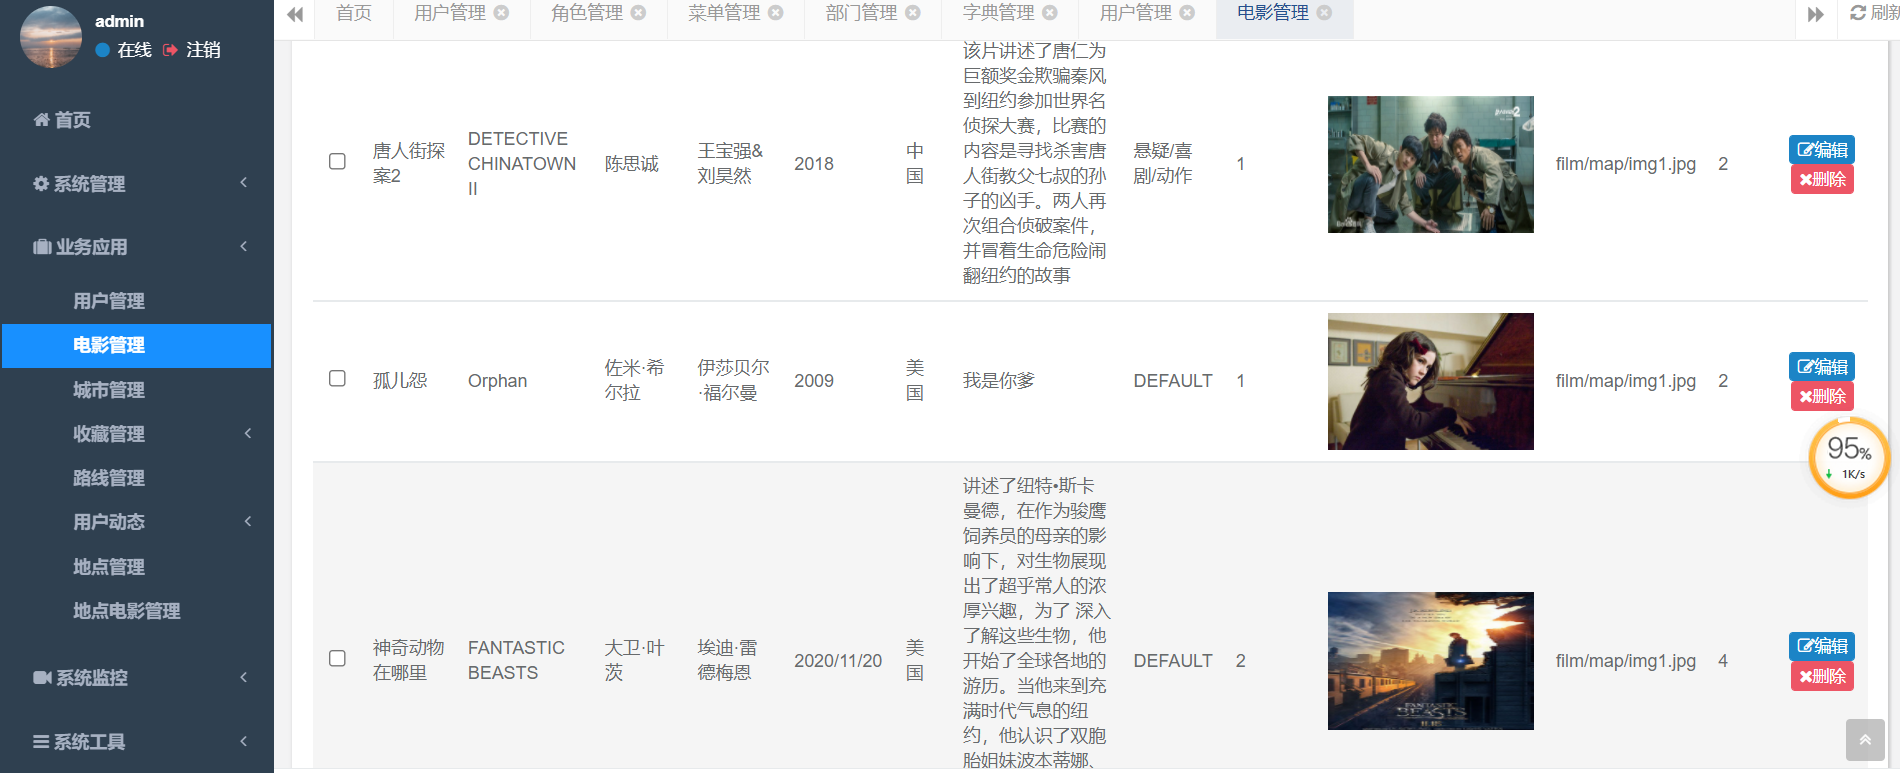 admin
在线 注销
首页
系统管理
业务应用
用户管理
电影管理
城市管理
收藏管理
路线管理
用户动态
地点管理
地点电影管理
系统监控
系统工具
首页 用户管理 角色管理 菜单管理 部门管理 字典管理 用户管理 电影管理 刷新
唐人街探
案2
DETECTIVE
CHINATOWN
II
陈思诚
王宝强&
刘昊然
2018
中
国
该片讲述了唐仁为
巨额奖金欺骗秦风
到纽约参加世界名
侦探大赛，比赛的
内容是寻找杀害唐
人街教父七叔的孙
子的凶手。两人再
次组合侦破案件，
并冒着生命危险闹
翻纽约的故事
悬疑/喜
剧/动作
1
film/map/img1.jpg
2
编辑
删除
孤儿怨
Orphan
佐米·希
尔拉
伊莎贝尔
·福尔曼
2009
美
国
我是你爹
DEFAULT
1
film/map/img1.jpg
2
编辑
删除
95%
1K/s
神奇动物
在哪里
FANTASTIC
BEASTS
大卫·叶
茨
埃迪·雷
德梅恩
2020/11/20
美
国
讲述了纽特•斯卡
曼德，在作为骏鹰
饲养员的母亲的影
响下，对生物展现
出了超乎常人的浓
厚兴趣，为了 深入
了解这些生物，他
开始了全球各地的
游历。当他来到充
满时代气息的纽
约，他认识了双胞
胎姐妹波本蒂娜、
DEFAULT
2
FANTASTIC
BEASTS
film/map/img1.jpg
4
编辑
删除